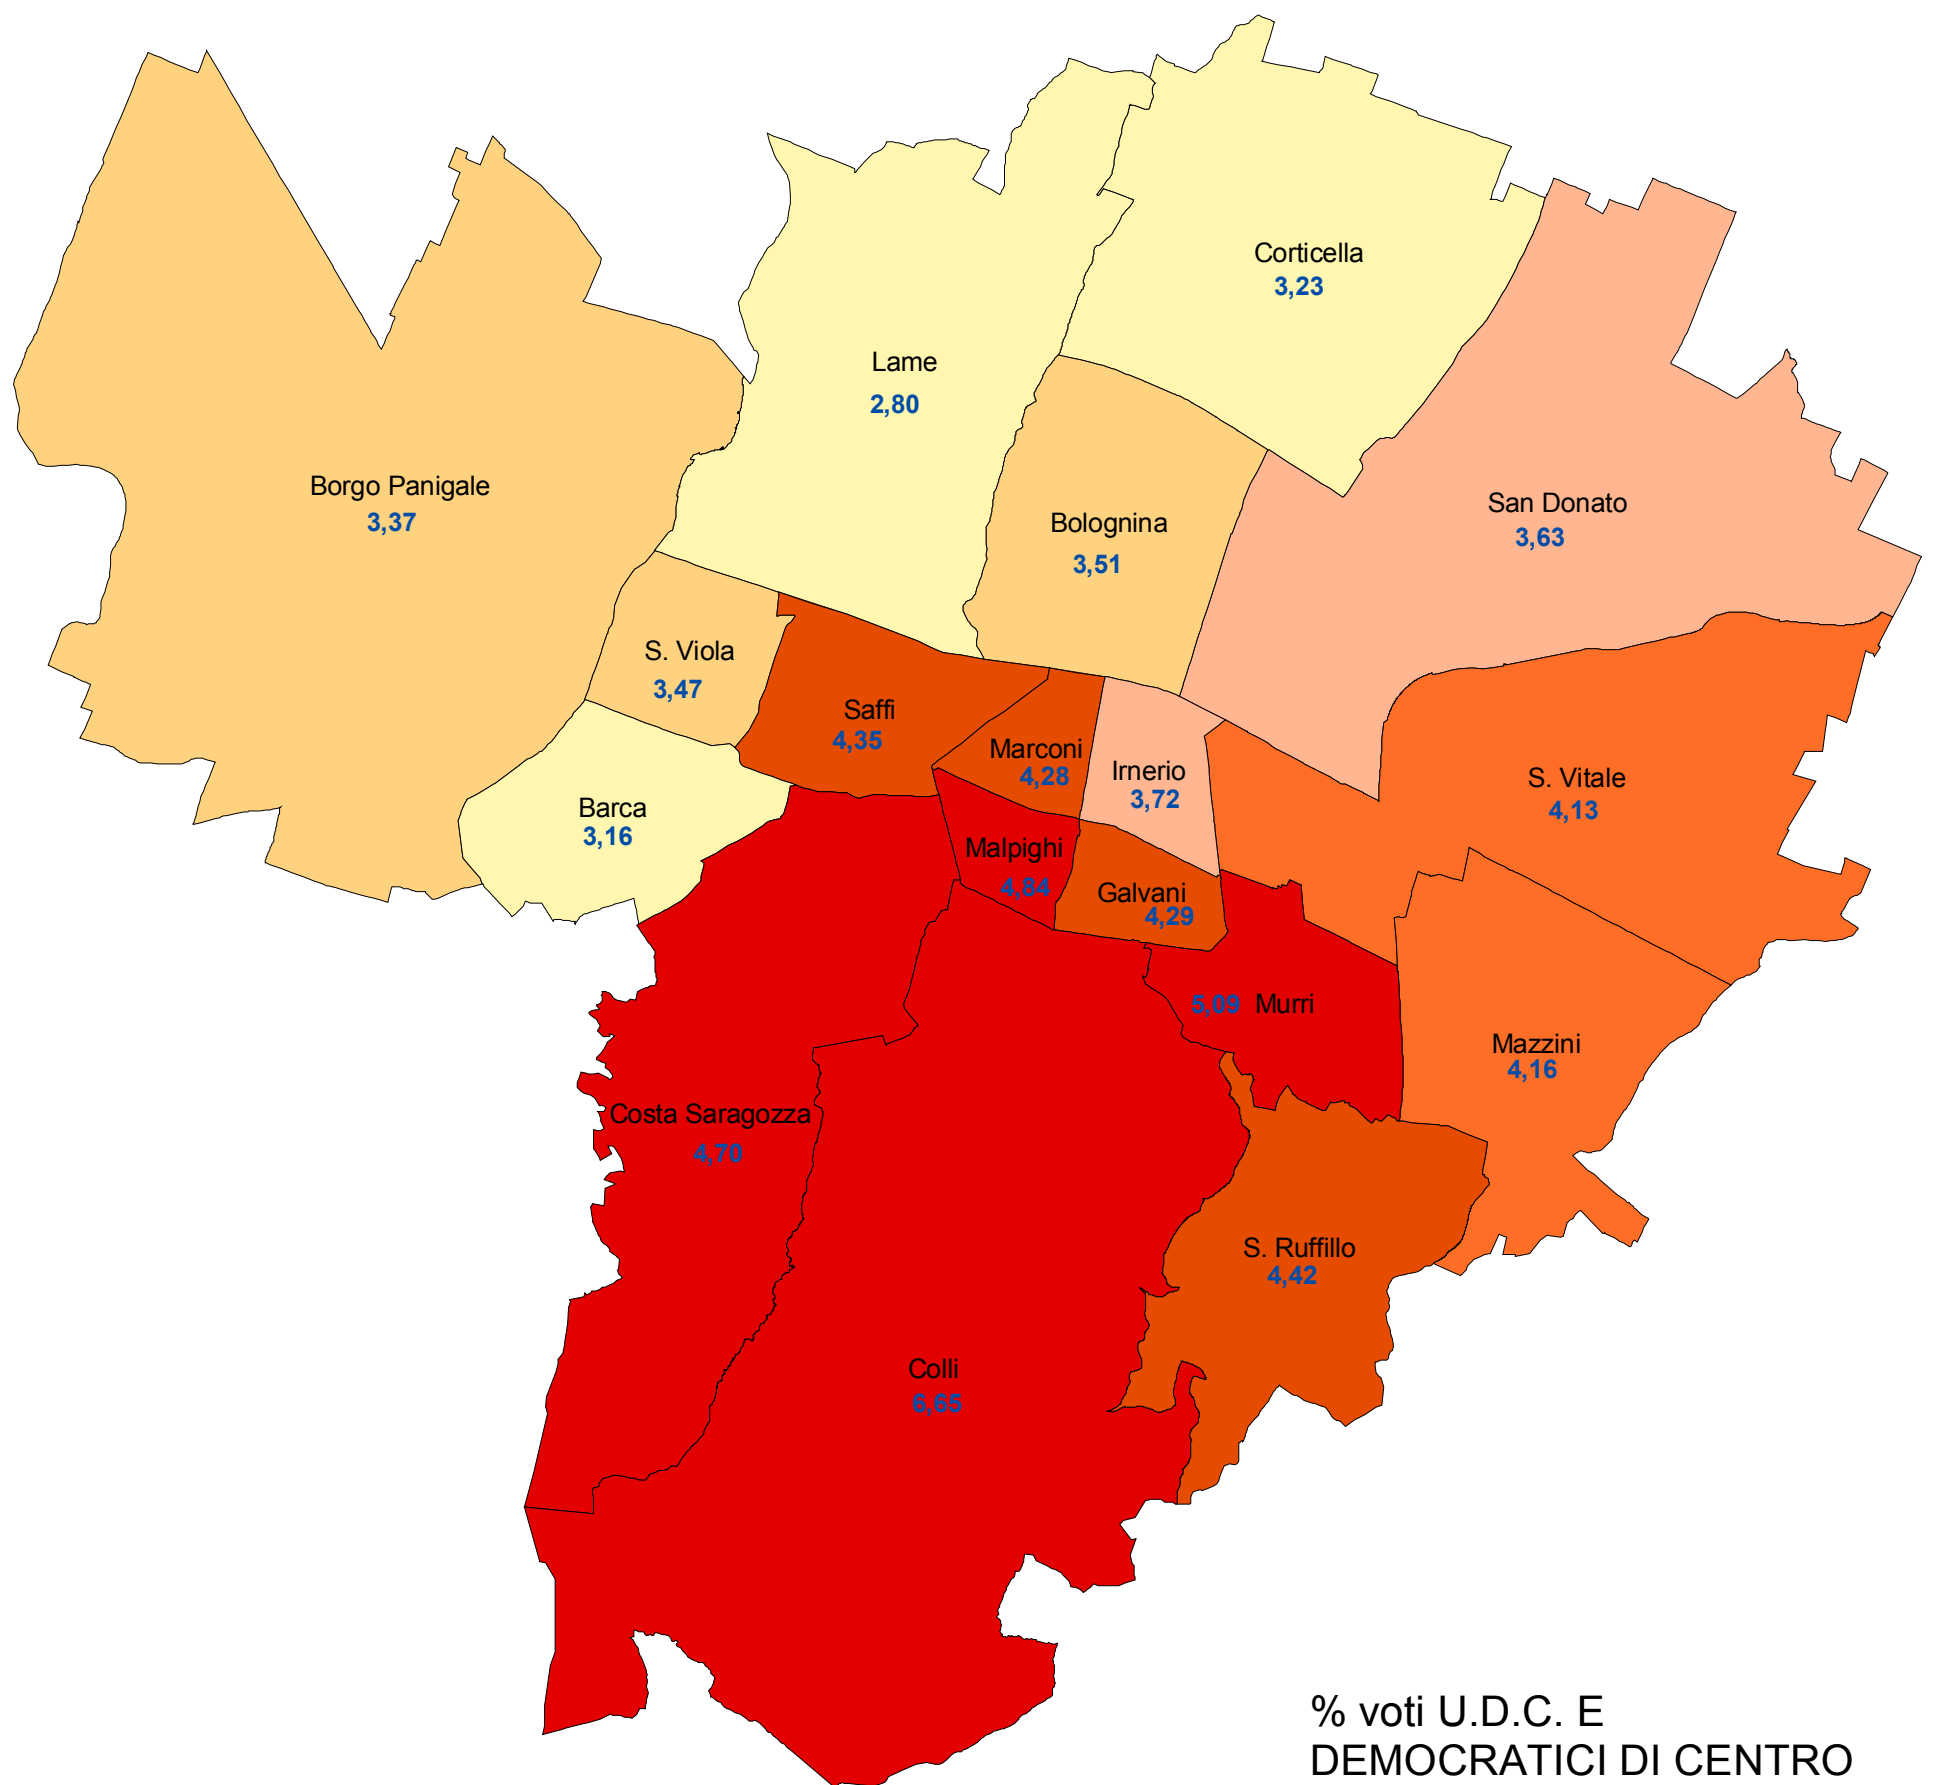 Corticella
3,23
Lame
2,80
Borgo Panigale
3,37
San Donato
3,63
Bolognina
3,51
S. Viola
3,47
Saffi
4,35
Marconi
4,28
Irnerio
3,72
S. Vitale
4,13
Barca
3,16
Malpighi
4,84
Galvani
4,29
5,09 Murri
Mazzini
4,16
Costa Saragozza
4,70
S. Ruffillo
4,42
Colli
6,65
% voti U.D.C. E
DEMOCRATICI DI CENTRO